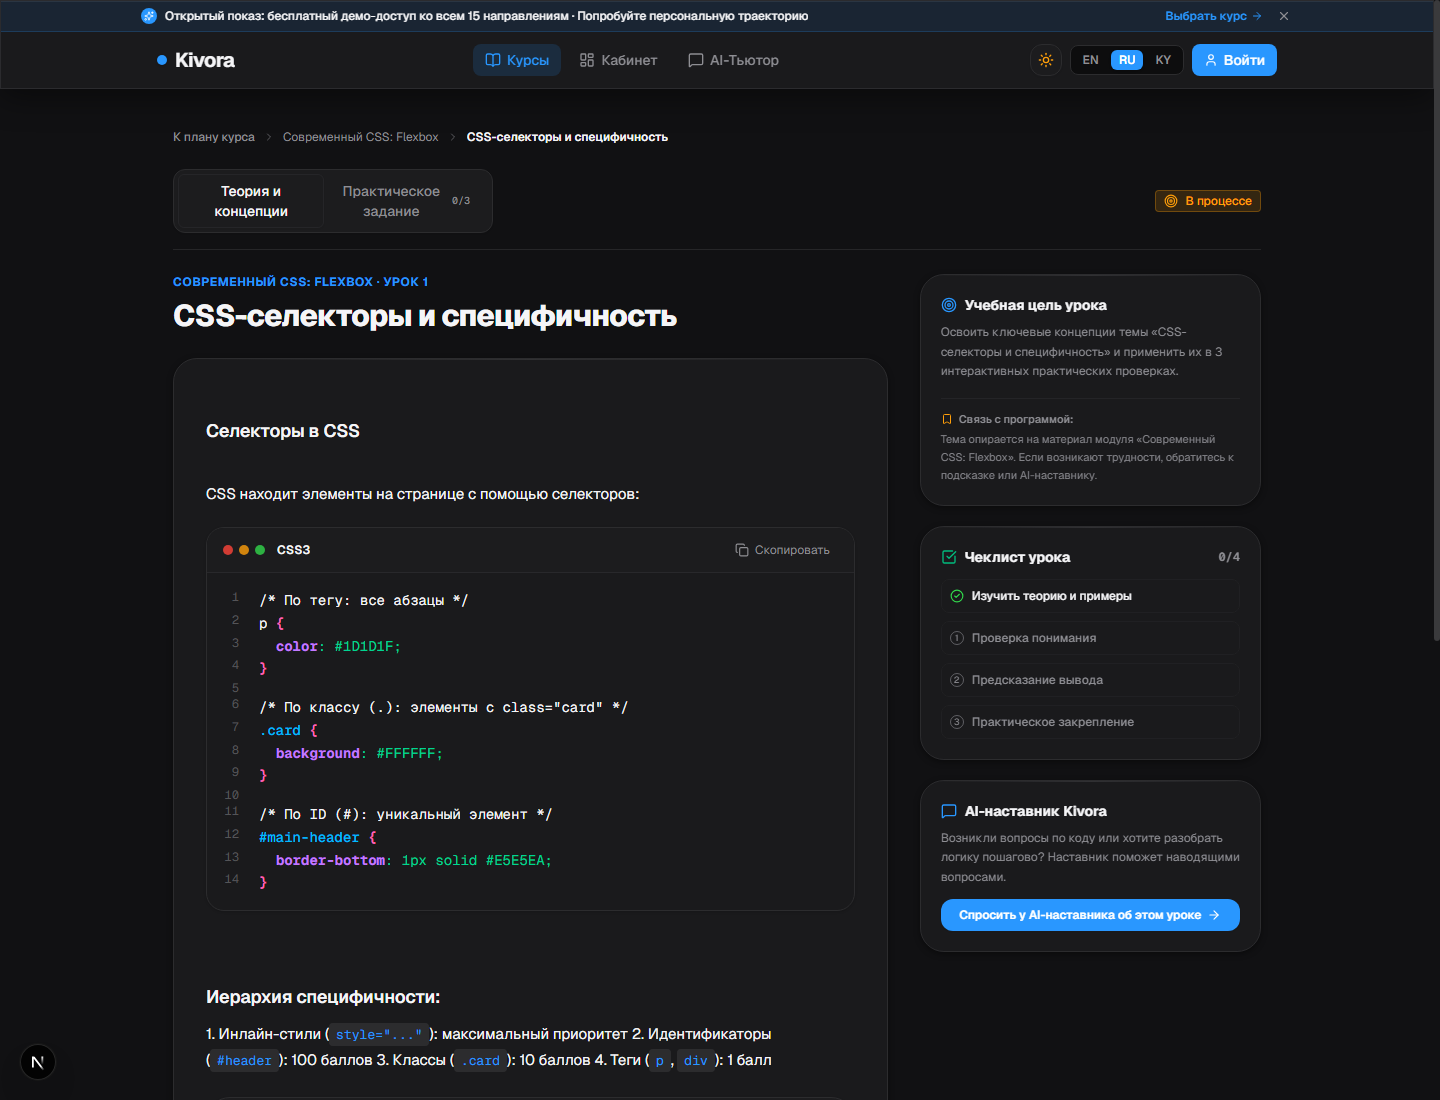 Открытый показ: бесплатный демо-доступ ко всем 15 направлениям · Попробуйте персональную траекторию
Выбрать курс →
Kivora
Курсы
Кабинет
AI-Тьютор
EN
RU
KY
Войти
К плану курса > Современный CSS: Flexbox > CSS-селекторы и специфичность
Теория и
концепции
Практическое
задание
0/3
В процессе
СОВРЕМЕННЫЙ CSS: FLEXBOX · УРОК 1
CSS-селекторы и специфичность
Селекторы в CSS
CSS находит элементы на странице с помощью селекторов:
CSS3
Скопировать
1 /* По тегу: все абзацы */
2 p {
3 color: #1D1D1F;
4 }
5
6 /* По классу (.): элементы с class="card" */
7 .card {
8 background: #FFFFFF;
9 }
10
11 /* По ID (#): уникальный элемент */
12 #main-header {
13 border-bottom: 1px solid #E5E5EA;
14 }
Иерархия специфичности:
1. Инлайн-стили ( style="..." ): максимальный приоритет 2. Идентификаторы
( #header ): 100 баллов 3. Классы ( .card ): 10 баллов 4. Теги ( p , div ): 1 балл
Учебная цель урока
Освоить ключевые концепции темы «CSS-
селекторы и специфичность» и применить их в 3
интерактивных практических проверках.
Связь с программой:
Тема опирается на материал модуля «Современный
CSS: Flexbox». Если возникают трудности, обратитесь к
подсказке или AI-наставнику.
Чеклист урока
0/4
Изучить теорию и примеры
1 Проверка понимания
2 Предсказание вывода
3 Практическое закрепление
AI-наставник Kivora
Возникли вопросы по коду или хотите разобрать
логику пошагово? Наставник поможет наводящими
вопросами.
Спросить у AI-наставника об этом уроке →
N